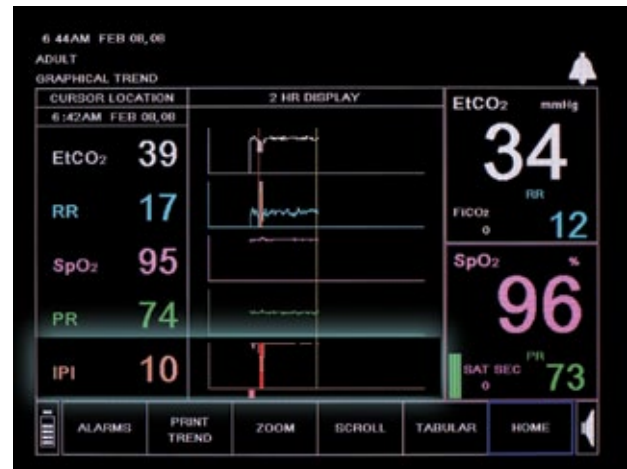 6:44AM FEB 08,08
ADULT
GRAPHICAL TREND
CURSOR LOCATION
2 HR DISPLAY
6:42AM FEB 08,08
EtCO₂ 39
RR 17
SpO₂ 95
PR 74
IPI 10
EtCO₂ mmHg
34
RR
FiCO₂
0
12
SpO₂ %
96
SAT SEC
0
PR
73
ALARMS
PRINT
TREND
ZOOM
SCROLL
TABULAR
HOME